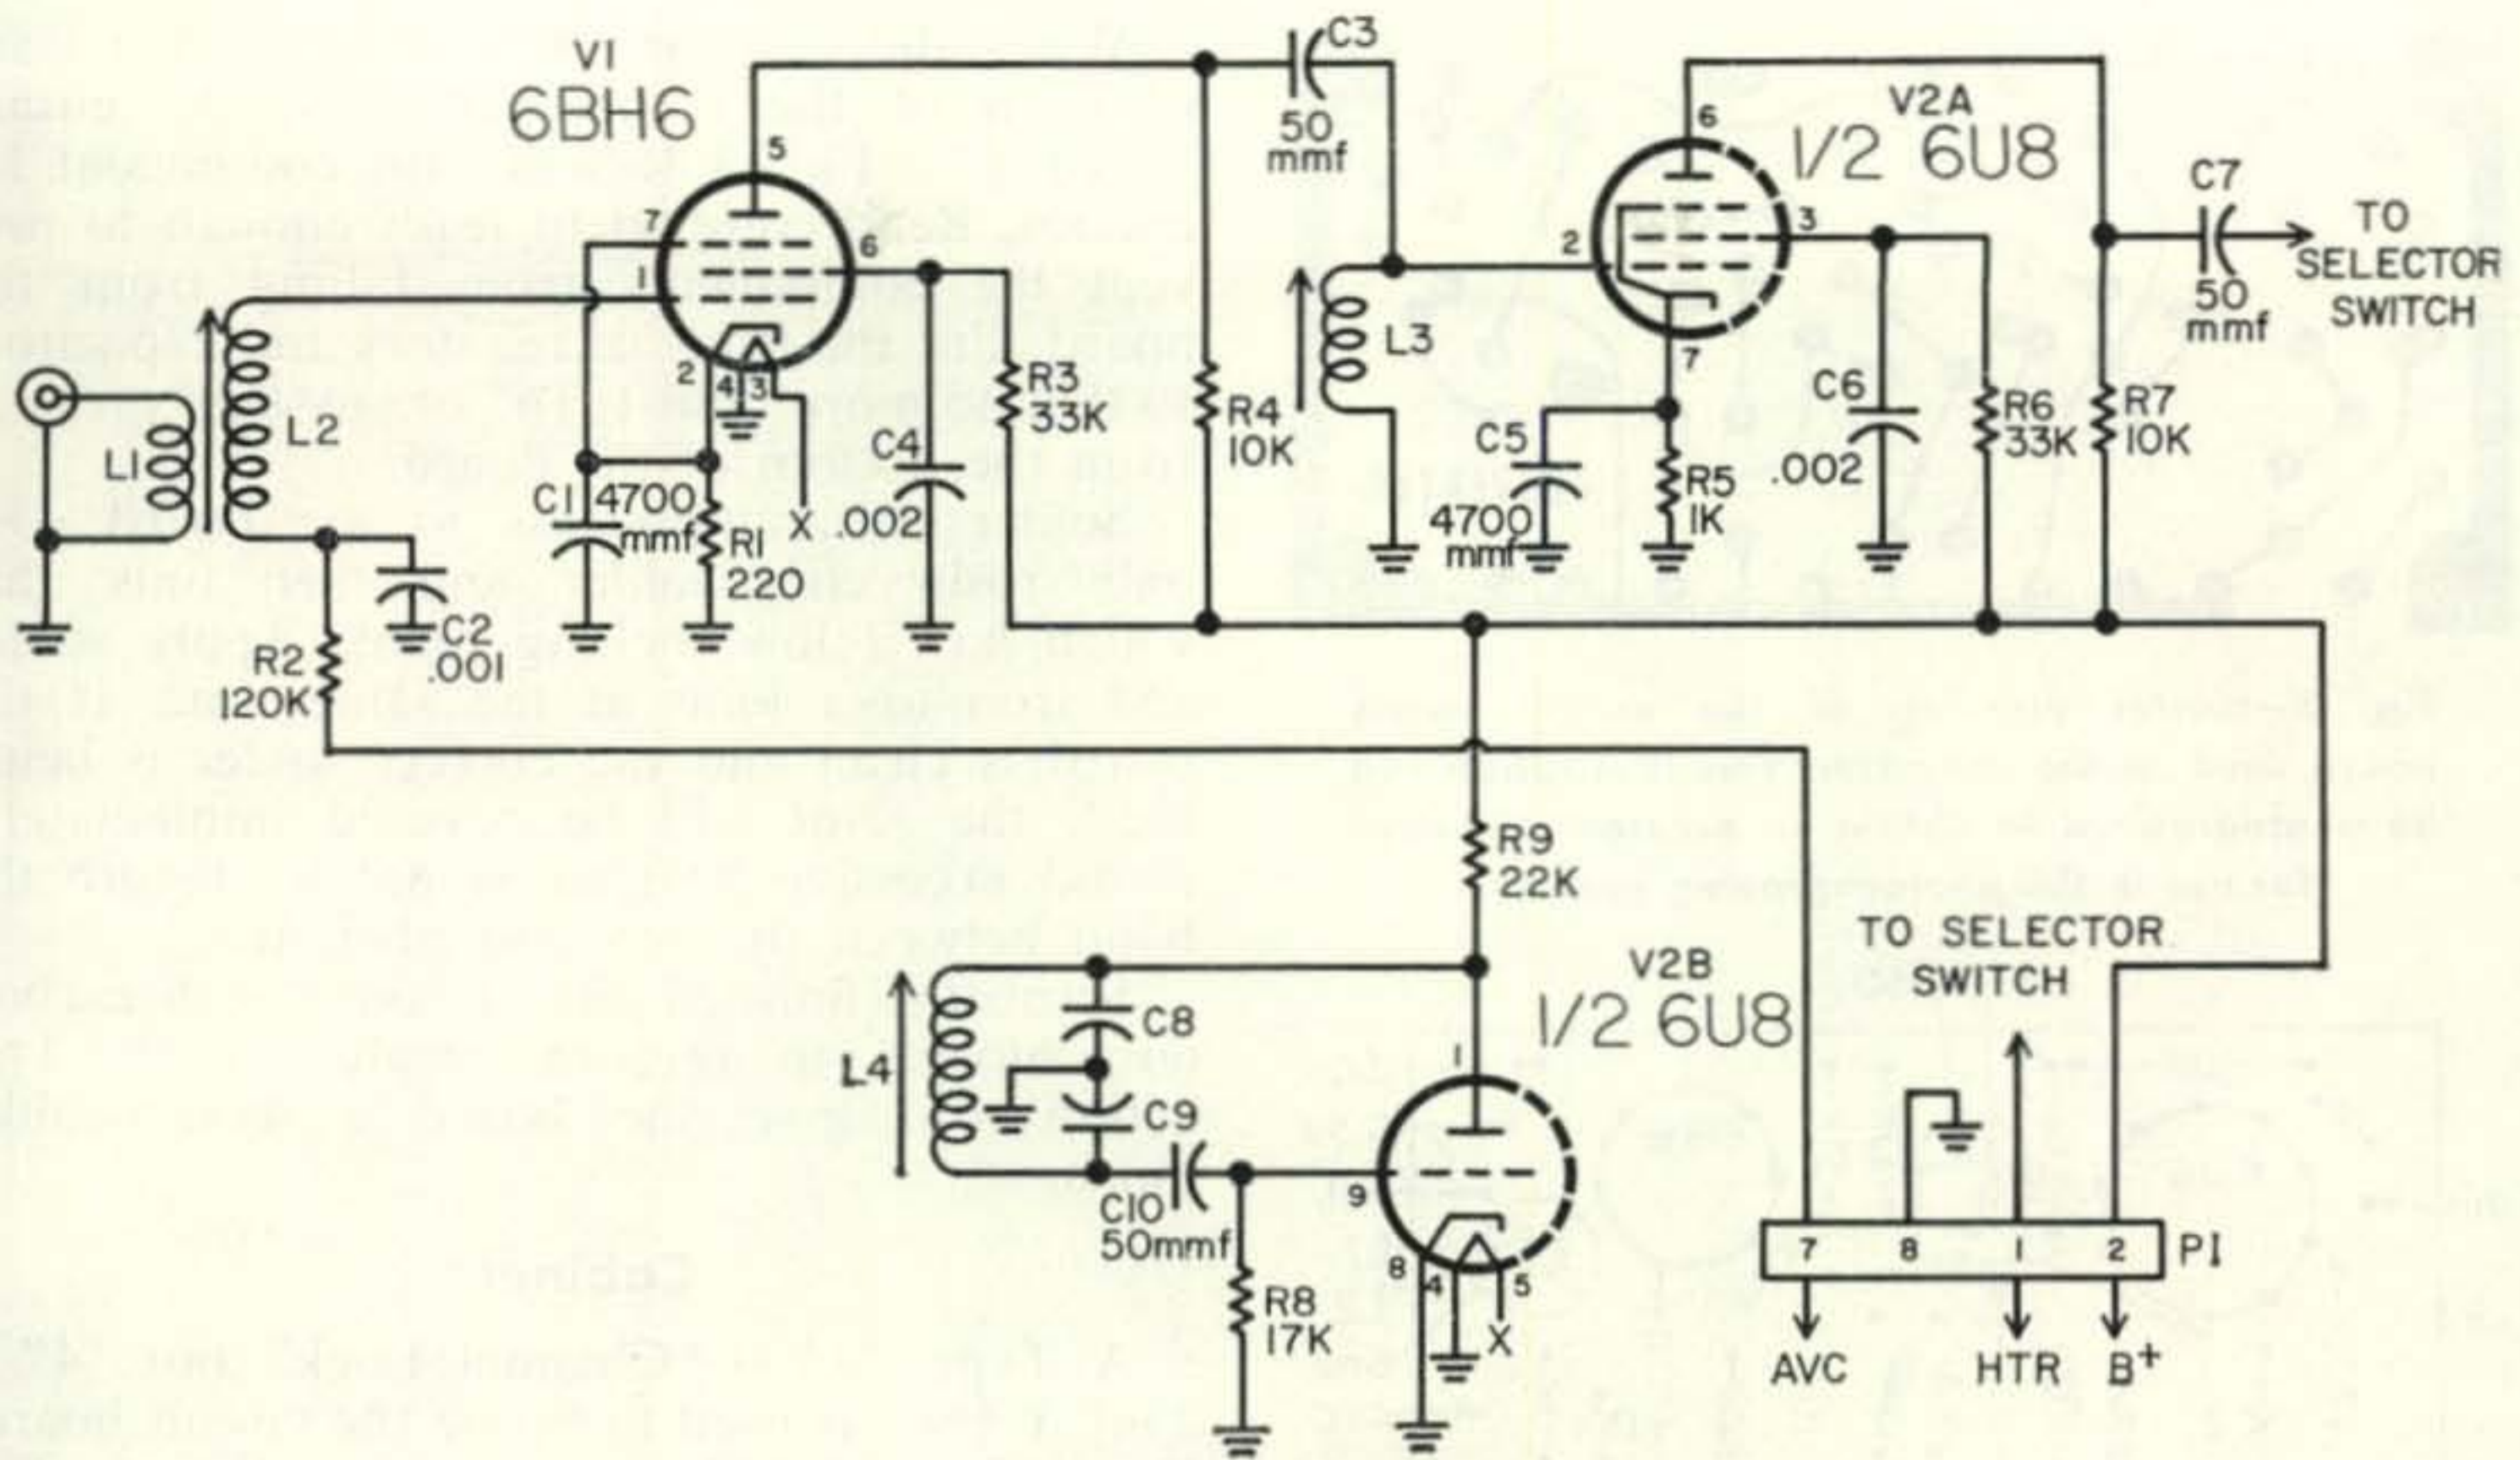 V1
6BH6
5
7
1
6
2
4
3
X
L1
L2
C1 4700
mmf
R1
220
C4
.002
R3
33K
C2
.001
R2
120K
C3
50
mmf
R4
10K
L3
V2A
1/2 6U8
6
2
3
7
C5
4700
mmf
R5
1K
C6
.002
R6
33K
R7
10K
C7
50
mmf
TO
SELECTOR
SWITCH
R9
22K
V2B
1/2 6U8
1
9
8
4
5
X
L4
C8
C9
C10
50mmf
R8
17K
TO SELECTOR
SWITCH
7 8 1 2 P1
AVC HTR B+